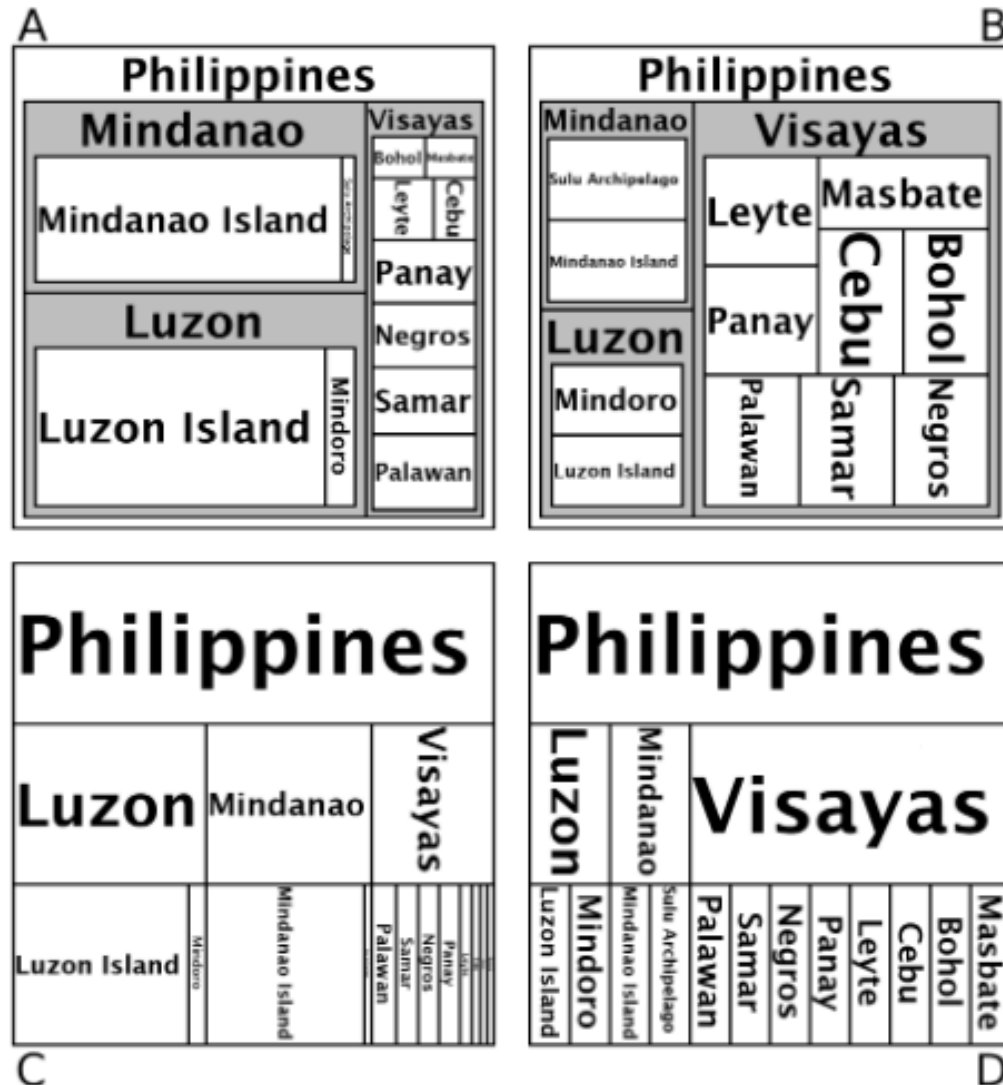 A
Philippines
Mindanao
Mindanao Island
Sulu Archipelago
Luzon
Luzon Island
Mindoro
Visayas
Bohol
Masbate
Leyte
Cebu
Panay
Negros
Samar
Palawan
B
Philippines
Mindanao
Sulu Archipelago
Mindanao Island
Luzon
Mindoro
Luzon Island
Visayas
Leyte
Masbate
Panay
Cebu
Bohol
Palawan
Samar
Negros
Philippines
Luzon
Mindanao
Visayas
Luzon Island
Mindoro
Mindanao Island
Palawan
Samar
Negros
Panay
C
Philippines
Luzon
Mindanao
Visayas
Luzon Island
Mindoro
Mindanao Island
Sulu Archipelago
Palawan
Samar
Negros
Panay
Leyte
Cebu
Bohol
Masbate
D